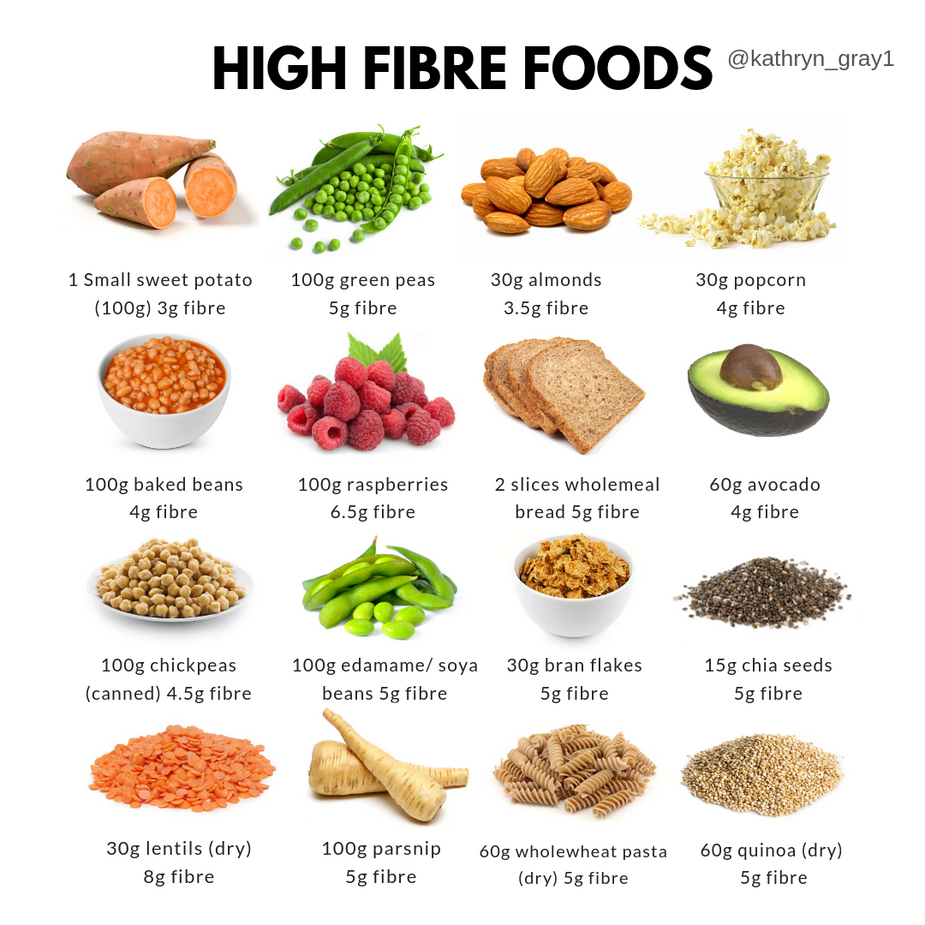 HIGH FIBRE FOODS
@kathryn_gray1
1 Small sweet potato
(100g) 3g fibre
100g green peas
5g fibre
30g almonds
3.5g fibre
30g popcorn
4g fibre
100g baked beans
4g fibre
100g raspberries
6.5g fibre
2 slices wholemeal
bread 5g fibre
60g avocado
4g fibre
100g chickpeas
(canned) 4.5g fibre
100g edamame/ soya
beans 5g fibre
30g bran flakes
5g fibre
15g chia seeds
5g fibre
30g lentils (dry)
8g fibre
100g parsnip
5g fibre
60g wholewheat pasta
(dry) 5g fibre
60g quinoa (dry)
5g fibre